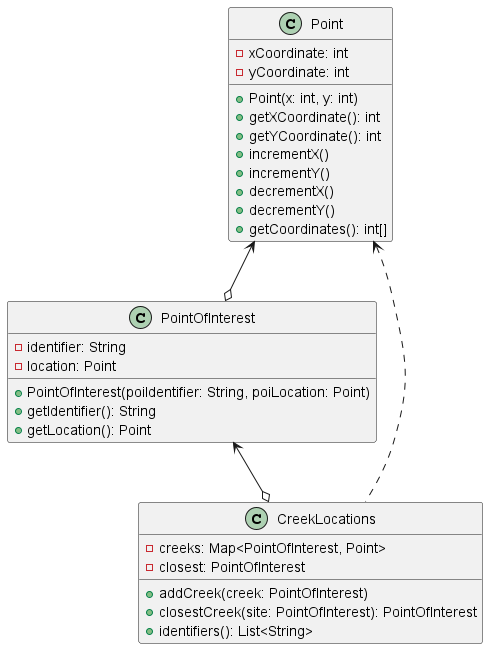 C Point
xCoordinate: int
yCoordinate: int
Point(x: int, y: int)
getXCoordinate(): int
getYCoordinate(): int
incrementX()
incrementY()
decrementX()
decrementY()
getCoordinates(): int[]
C PointOfInterest
identifier: String
location: Point
PointOfInterest(poiIdentifier: String, poiLocation: Point)
getIdentifier(): String
getLocation(): Point
C CreekLocations
creeks: Map<PointOfInterest, Point>
closest: PointOfInterest
addCreek(creek: PointOfInterest)
closestCreek(site: PointOfInterest): PointOfInterest
identifiers(): List<String>